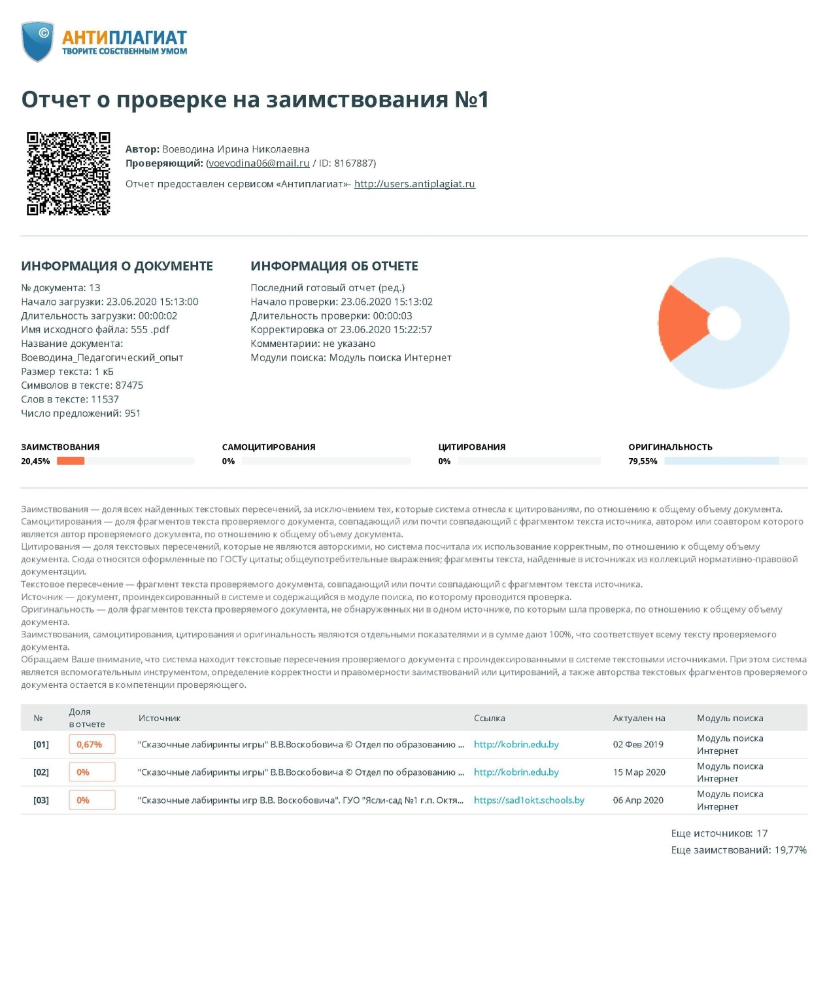 ©
АНТИПЛАГИАТ
ТВОРИТЕ СОБСТВЕННЫМ УМОМ
Отчет о проверке на заимствования №1
Автор: Воеводина Ирина Николаевна
Проверяющий: (voevodina06@mail.ru / ID: 8167887)
Отчет предоставлен сервисом «Антиплагиат»- http://users.antiplagiat.ru
ИНФОРМАЦИЯ О ДОКУМЕНТЕ
№ документа: 13
Начало загрузки: 23.06.2020 15:13:00
Длительность загрузки: 00:00:02
Имя исходного файла: 555 .pdf
Название документа:
Воеводина_Педагогический_опыт
Размер текста: 1 кБ
Символов в тексте: 87475
Слов в тексте: 11537
Число предложений: 951
ИНФОРМАЦИЯ ОБ ОТЧЕТЕ
Последний готовый отчет (ред.)
Начало проверки: 23.06.2020 15:13:02
Длительность проверки: 00:00:03
Корректировка от 23.06.2020 15:22:57
Комментарии: не указано
Модули поиска: Модуль поиска Интернет
ЗАИМСТВОВАНИЯ
20,45%
САМОЦИТИРОВАНИЯ
0%
ЦИТИРОВАНИЯ
0%
ОРИГИНАЛЬНОСТЬ
79,55%
Заимствования — доля всех найденных текстовых пересечений, за исключением тех, которые система отнесла к цитированиям, по отношению к общему объему документа.
Самоцитирования — доля фрагментов текста проверяемого документа, совпадающий или почти совпадающий с фрагментом текста источника, автором или соавтором которого
является автор проверяемого документа, по отношению к общему объему документа.
Цитирования — доля текстовых пересечений, которые не являются авторскими, но система посчитала их использование корректным, по отношению к общему объему
документа. Сюда относятся оформленные по ГОСТу цитаты; общеупотребительные выражения; фрагменты текста, найденные в источниках из коллекций нормативно-правовой
документации.
Текстовое пересечение — фрагмент текста проверяемого документа, совпадающий или почти совпадающий с фрагментом текста источника.
Источник — документ, проиндексированный в системе и содержащийся в модуле поиска, по которому проводится проверка.
Оригинальность — доля фрагментов текста проверяемого документа, не обнаруженных ни в одном источнике, по которым шла проверка, по отношению к общему объему
документа.
Заимствования, самоцитирования, цитирования и оригинальность являются отдельными показателями и в сумме дают 100%, что соответствует всему тексту проверяемого
документа.
Обращаем Ваше внимание, что система находит текстовые пересечения проверяемого документа с проиндексированными в системе текстовыми источниками. При этом система
является вспомогательным инструментом, определение корректности и правомерности заимствований или цитирований, а также авторства текстовых фрагментов проверяемого
документа остается в компетенции проверяющего.
№ Доля в отчете Источник Ссылка Актуален на Модуль поиска
[01] 0,67% "Сказочные лабиринты игры" В.В.Воскобовича © Отдел по образованию ... http://kobrin.edu.by 02 Фев 2019 Модуль поиска Интернет
[02] 0% "Сказочные лабиринты игры" В.В.Воскобовича © Отдел по образованию ... http://kobrin.edu.by 15 Мар 2020 Модуль поиска Интернет
[03] 0% "Сказочные лабиринты игр В.В. Воскобовича". ГУО "Ясли-сад №1 г.п. Октя... https://sad1okt.schools.by 06 Апр 2020 Модуль поиска Интернет
Еще источников: 17
Еще заимствований: 19,77%